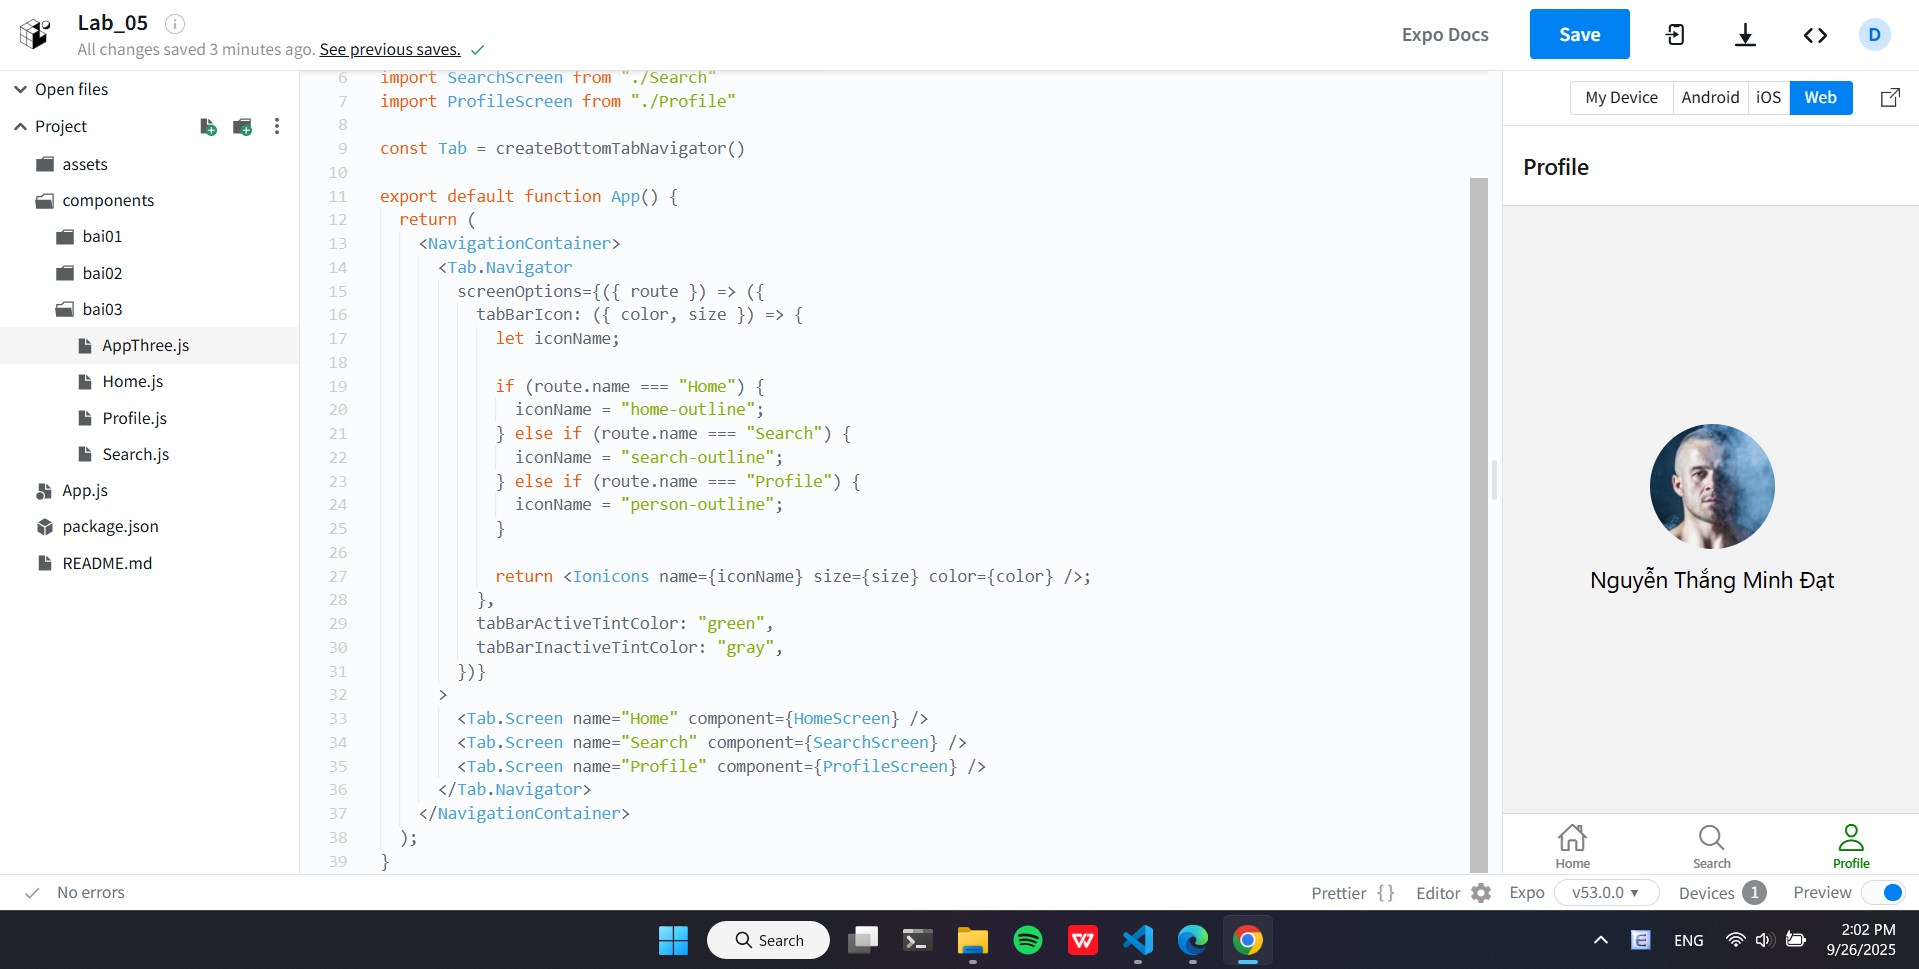 Lab_05
All changes saved 3 minutes ago. See previous saves.
Expo Docs
Save
D
Open files
Project
assets
components
bai01
bai02
bai03
AppThree.js
Home.js
Profile.js
Search.js
App.js
package.json
README.md
6 import SearchScreen from "./Search"
7 import ProfileScreen from "./Profile"
8
9 const Tab = createBottomTabNavigator()
10
11 export default function App() {
12 return (
13 <NavigationContainer>
14 <Tab.Navigator
15 screenOptions={({ route }) => ({
16 tabBarIcon: ({ color, size }) => {
17 let iconName;
18
19 if (route.name === "Home") {
20 iconName = "home-outline";
21 } else if (route.name === "Search") {
22 iconName = "search-outline";
23 } else if (route.name === "Profile") {
24 iconName = "person-outline";
25 }
26
27 return <Ionicons name={iconName} size={size} color={color} />;
28 },
29 tabBarActiveTintColor: "green",
30 tabBarInactiveTintColor: "gray",
31 })}
32 >
33 <Tab.Screen name="Home" component={HomeScreen} />
34 <Tab.Screen name="Search" component={SearchScreen} />
35 <Tab.Screen name="Profile" component={ProfileScreen} />
36 </Tab.Navigator>
37 </NavigationContainer>
38 );
39 }
My Device
Android
iOS
Web
Profile
Nguyễn Thắng Minh Đạt
Home
Search
Profile
No errors
Prettier { }
Editor
Expo
v53.0.0
Devices 1
Preview
Search
ENG
2:02 PM
9/26/2025